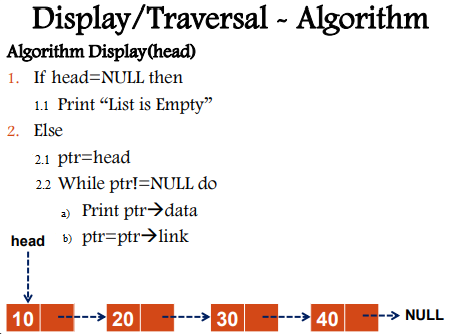 Display/Traversal ~ Algorithm
Algorithm Display(head)
1. If head=NULL then
1.1 Print “List is Empty”
2. Else
2.1 ptr=head
2.2 While ptr!=NULL do
a) Print ptr→data
b) ptr=ptr→link
head
10 20 30 40 NULL